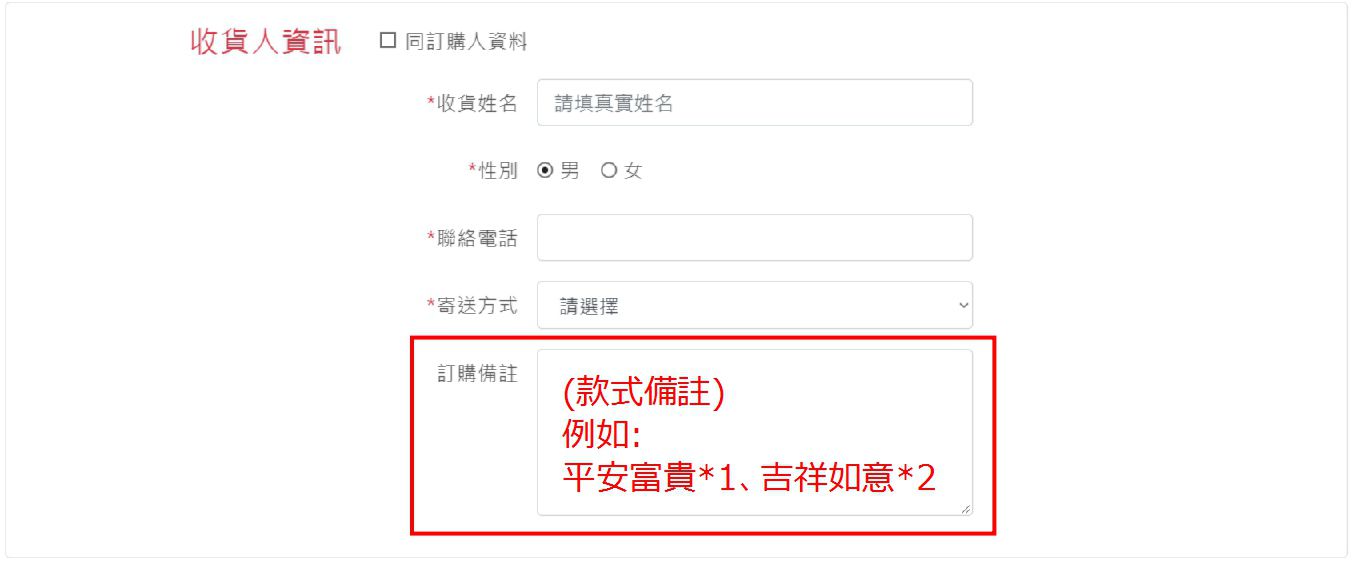 收貨人資訊 同訂購人資料
*收貨姓名 請填真實姓名
*性別 男 女
*聯絡電話
*寄送方式 請選擇
訂購備註
(款式備註)
例如:
平安富貴*1、吉祥如意*2